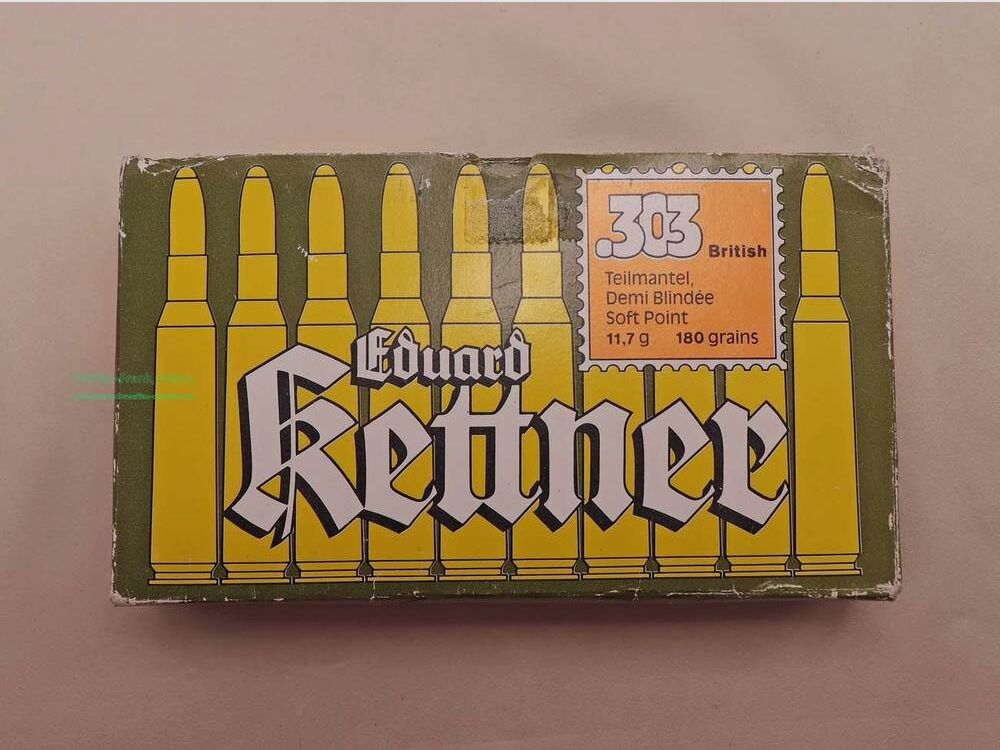 .303 British
Teilmantel,
Demi Blindée
Soft Point
11,7 g 180 grains
Eduard
Kettner